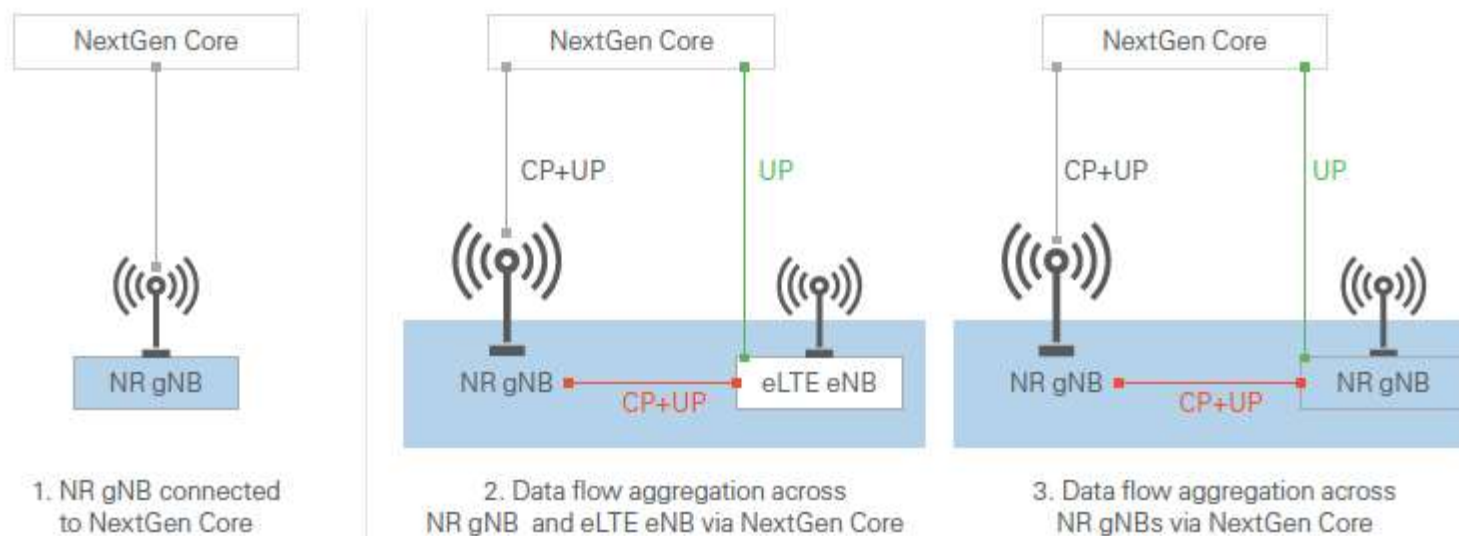 NextGen Core
NR gNB
1. NR gNB connected
to NextGen Core
NextGen Core
CP+UP
UP
NR gNB
CP+UP
eLTE eNB
2. Data flow aggregation across
NR gNB and eLTE eNB via NextGen Core
NextGen Core
CP+UP
UP
NR gNB
CP+UP
NR gNB
3. Data flow aggregation across
NR gNBs via NextGen Core